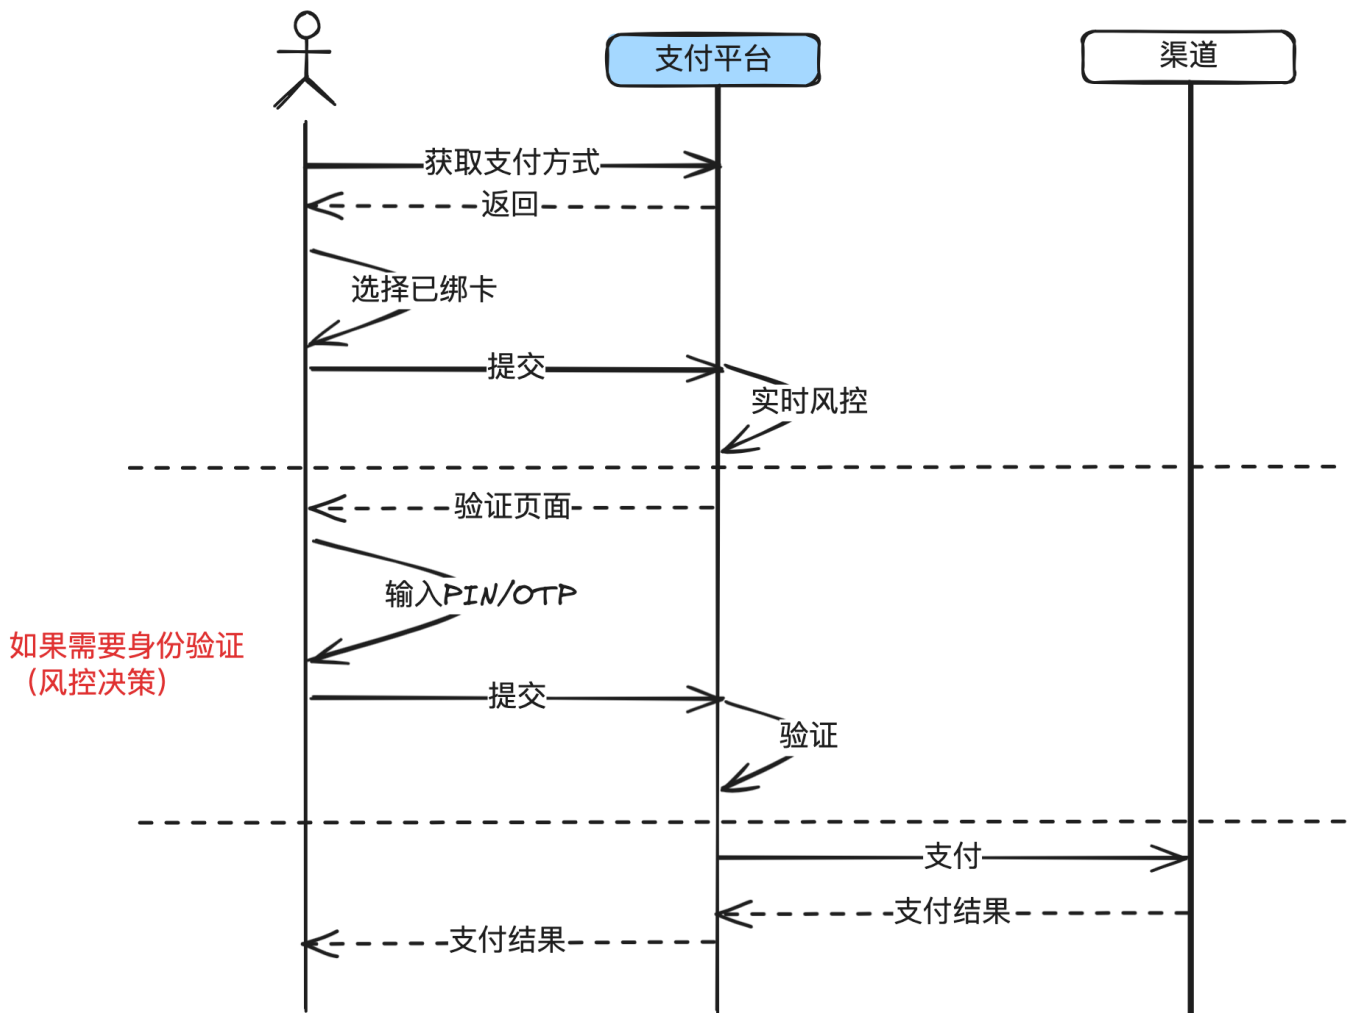 支付平台
渠道
获取支付方式
返回
选择已绑卡
提交
实时风控
验证页面
输入PIN/OTP
如果需要身份验证
（风控决策）
提交
验证
支付
支付结果
支付结果